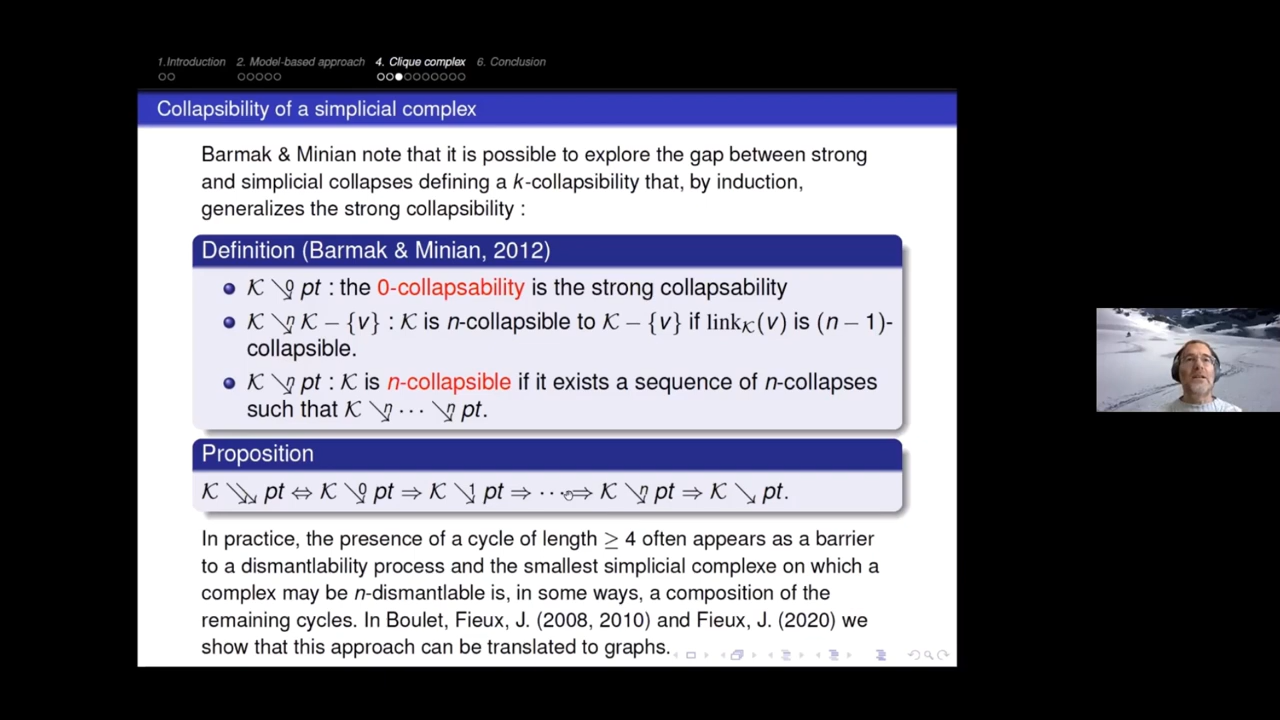 1.Introduction 2. Model-based approach 4. Clique complex 6. Conclusion
Collapsibility of a simplicial complex
Barmak & Minian note that it is possible to explore the gap between strong
and simplicial collapses defining a k-collapsibility that, by induction,
generalizes the strong collapsibility :
Definition (Barmak & Minian, 2012)
𝒦 ↘0 pt : the 0-collapsability is the strong collapsability
𝒦 ↘n 𝒦 − {v} : 𝒦 is n-collapsible to 𝒦 − {v} if link𝒦(v) is (n − 1)-
collapsible.
𝒦 ↘n pt : 𝒦 is n-collapsible if it exists a sequence of n-collapses
such that 𝒦 ↘n ⋯ ↘n pt.
Proposition
𝒦 ↘↘ pt ⇔ 𝒦 ↘0 pt ⇒ 𝒦 ↘1 pt ⇒ ⋯ ⇒ 𝒦 ↘n pt ⇒ 𝒦 ↘ pt.
In practice, the presence of a cycle of length ≥ 4 often appears as a barrier
to a dismantlability process and the smallest simplicial complexe on which a
complex may be n-dismantlable is, in some ways, a composition of the
remaining cycles. In Boulet, Fieux, J. (2008, 2010) and Fieux, J. (2020) we
show that this approach can be translated to graphs.